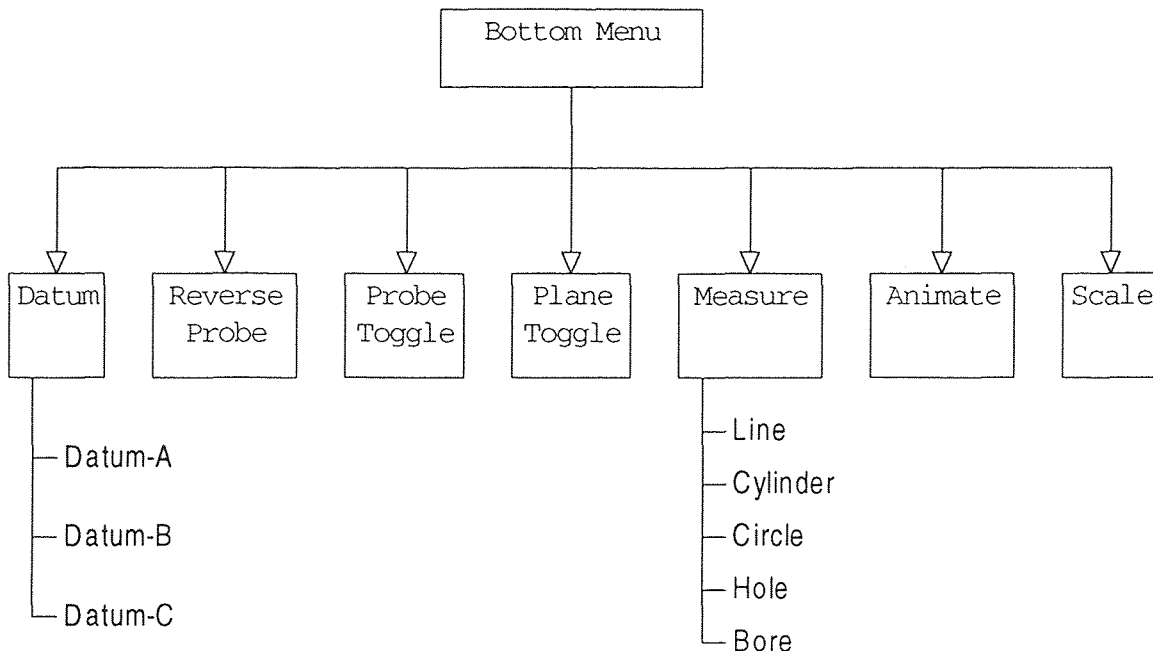 Bottom Menu
Datum
Reverse
Probe
Probe
Toggle
Plane
Toggle
Measure
Animate
Scale
Datum-A
Datum-B
Datum-C
Line
Cylinder
Circle
Hole
Bore